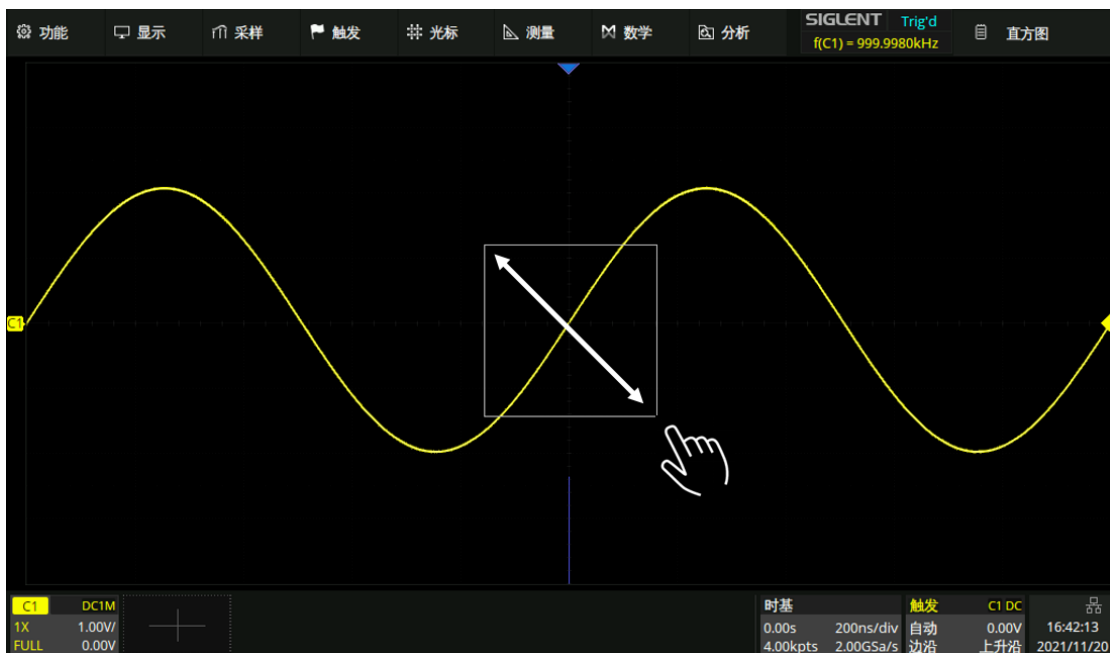 功能 显示 采样 触发 光标 测量 数学 分析 SIGLENT Trig'd 直方图
f(C1) = 999.9980kHz
C1
C1 DC1M
1X 1.00V/
FULL 0.00V
时基
0.00s 200ns/div
4.00kpts 2.00GSa/s
触发 C1 DC
自动 0.00V
边沿 上升沿
16:42:13
2021/11/20